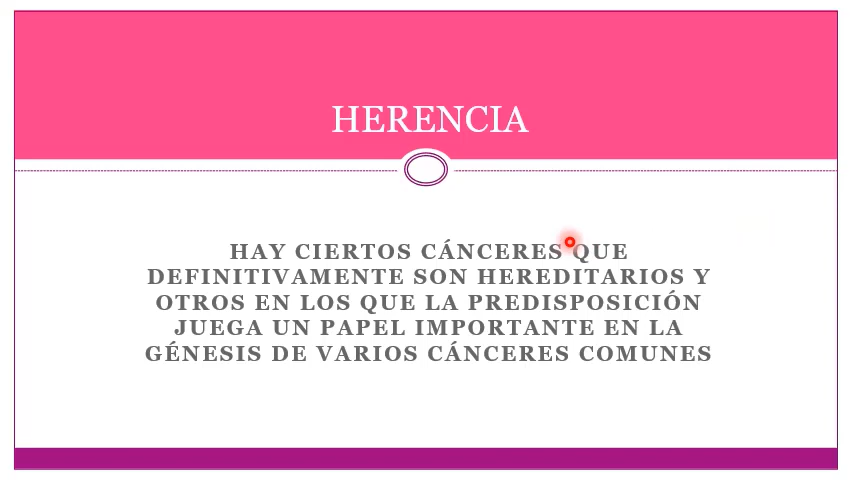 HERENCIA
HAY CIERTOS CÁNCERES QUE
DEFINITIVAMENTE SON HEREDITARIOS Y
OTROS EN LOS QUE LA PREDISPOSICIÓN
JUEGA UN PAPEL IMPORTANTE EN LA
GÉNESIS DE VARIOS CÁNCERES COMUNES